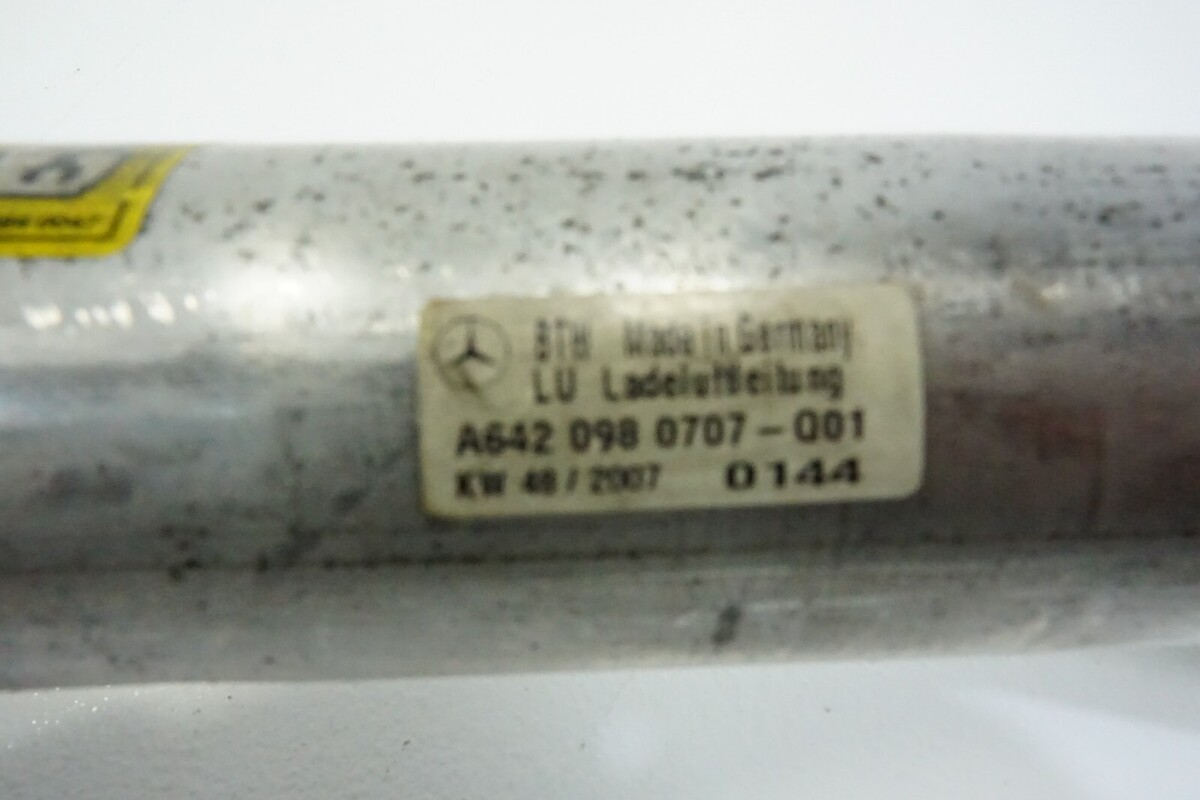 BTH Made in Germany
LU Ladeluftleitung
A642 098 0707-Q01
KW 48 / 2007 0144